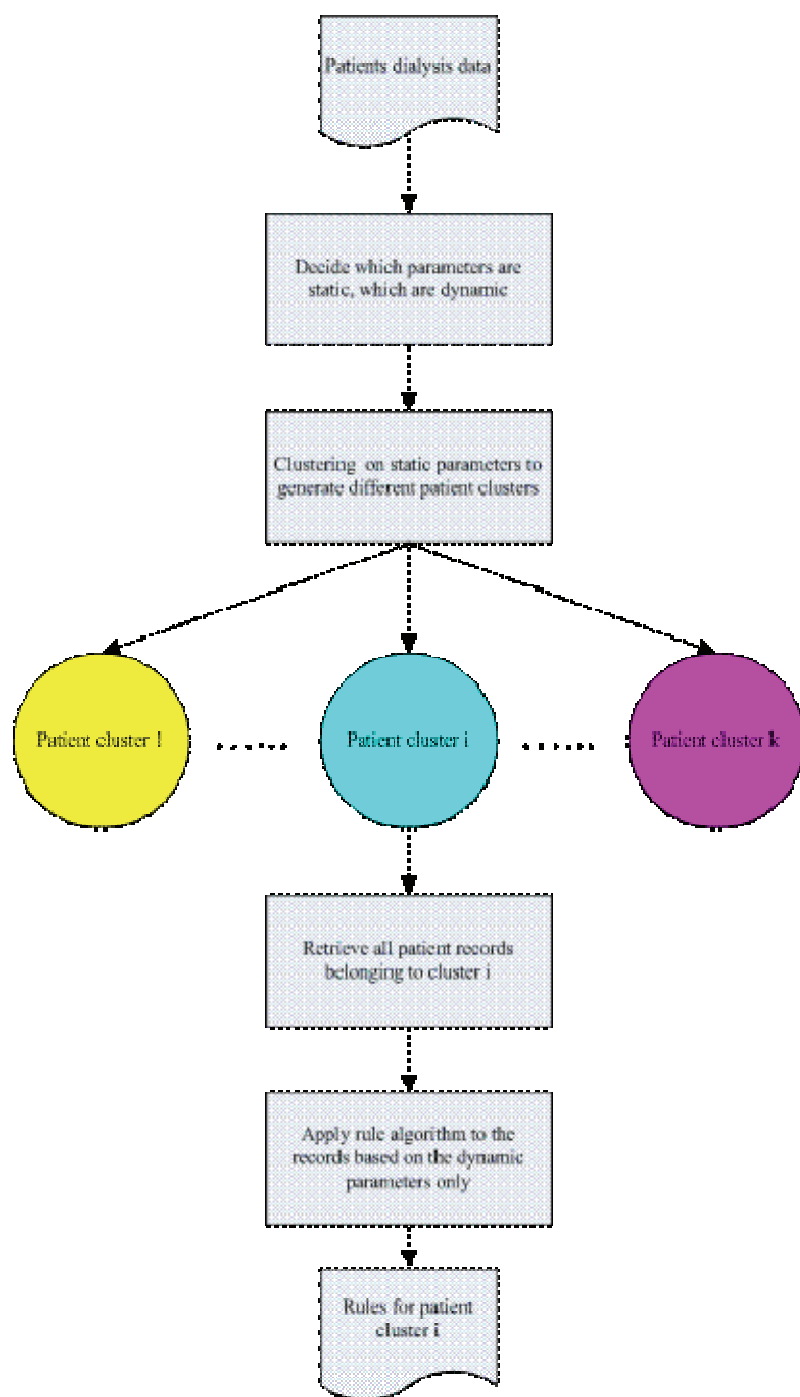 Patients dialysis data
Decide which parameters are
static, which are dynamic
Clustering on static parameters to
generate different patient clusters
Patient cluster 1
Patient cluster i
Patient cluster k
Retrieve all patient records
belonging to cluster i
Apply rule algorithm to the
records based on the dynamic
parameters only
Rules for patient
cluster i